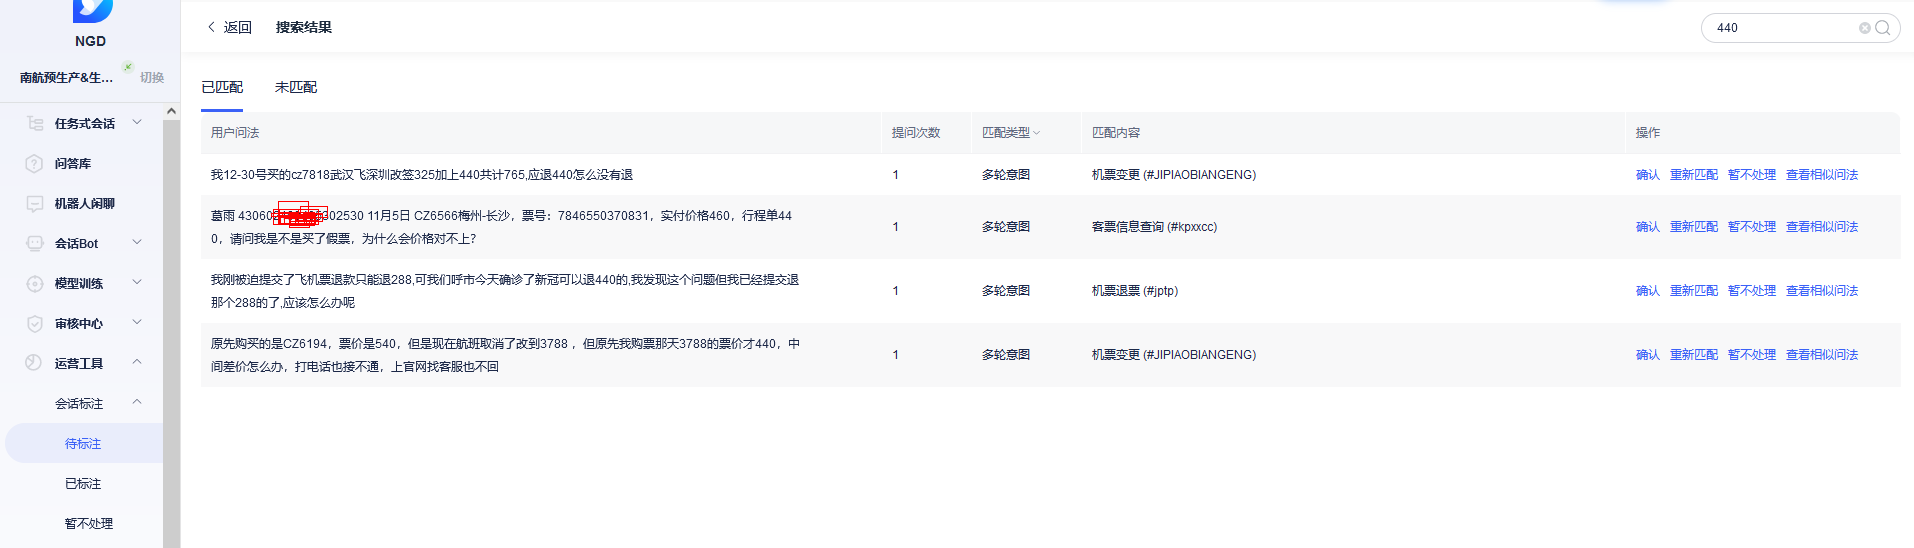 NGD
南航预生产&生... 切换
任务式会话
问答库
机器人闲聊
会话Bot
模型训练
审核中心
运营工具
会话标注
待标注
已标注
暂不处理
返回 搜索结果 440
已匹配 未匹配
用户问法 提问次数 匹配类型 匹配内容 操作
我12-30号买的cz7818武汉飞深圳改签325加上440共计765,应退440怎么没有退 1 多轮意图 机票变更 (#JIPIAOBIANGENG) 确认 重新匹配 暂不处理 查看相似问法
葛雨 43060 302530 11月5日 CZ6566梅州-长沙，票号：7846550370831，实付价格460，行程单44
0，请问我是不是买了假票，为什么会价格对不上？ 1 多轮意图 客票信息查询 (#kpxxcc) 确认 重新匹配 暂不处理 查看相似问法
我刚被迫提交了飞机票退款只能退288,可我们呼市今天确诊了新冠可以退440的,我发现这个问题但我已经提交退
那个288的了,应该怎么办呢 1 多轮意图 机票退票 (#jptp) 确认 重新匹配 暂不处理 查看相似问法
原先购买的是CZ6194，票价是540，但是现在航班取消了改到3788 ，但原先我购票那天3788的票价才440，中
间差价怎么办，打电话也接不通，上官网找客服也不回 1 多轮意图 机票变更 (#JIPIAOBIANGENG) 确认 重新匹配 暂不处理 查看相似问法